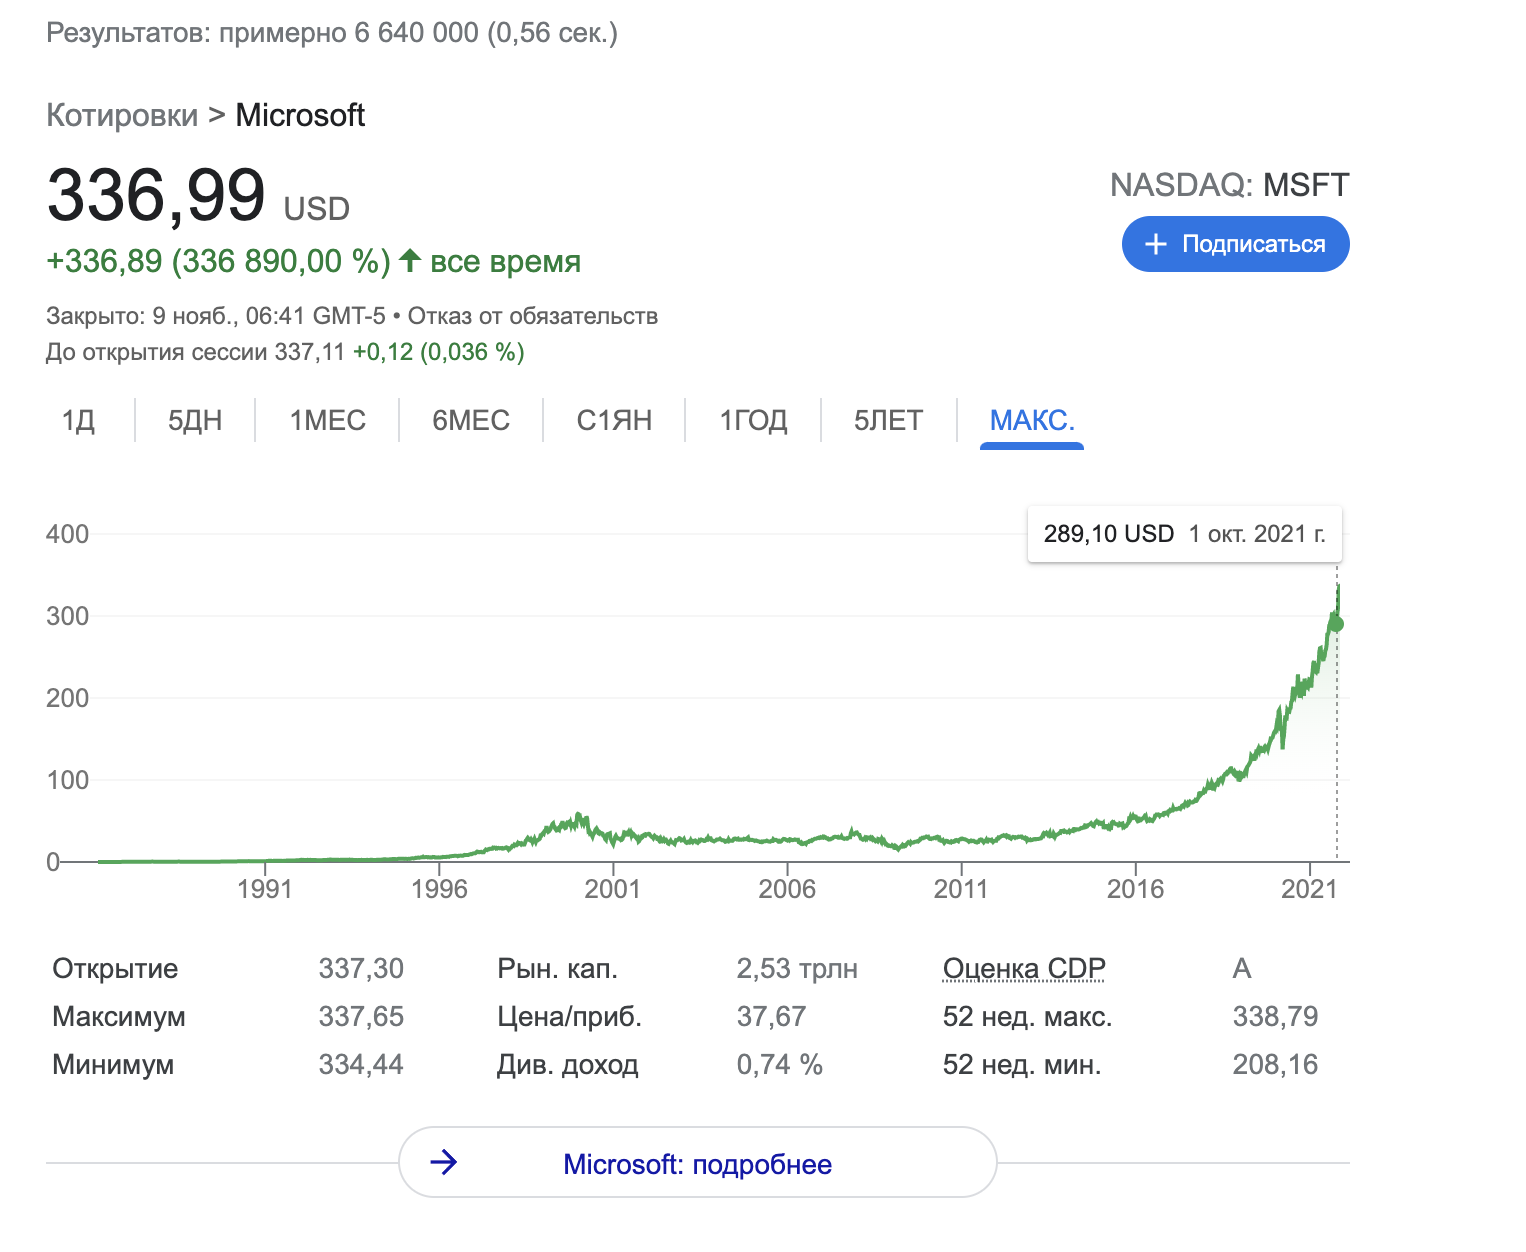 Результатов: примерно 6 640 000 (0,56 сек.)
Котировки > Microsoft
336,99 USD
NASDAQ: MSFT
+ Подписаться
+336,89 (336 890,00 %) ↑ все время
Закрыто: 9 нояб., 06:41 GMT-5 • Отказ от обязательств
До открытия сессии 337,11 +0,12 (0,036 %)
1Д 5ДН 1МЕС 6МЕС С1ЯН 1ГОД 5ЛЕТ МАКС.
289,10 USD 1 окт. 2021 г.
400
300
200
100
0
1991 1996 2001 2006 2011 2016 2021
Открытие 337,30 Рын. кап. 2,53 трлн Оценка CDP A
Максимум 337,65 Цена/приб. 37,67 52 нед. макс. 338,79
Минимум 334,44 Див. доход 0,74 % 52 нед. мин. 208,16
→ Microsoft: подробнее